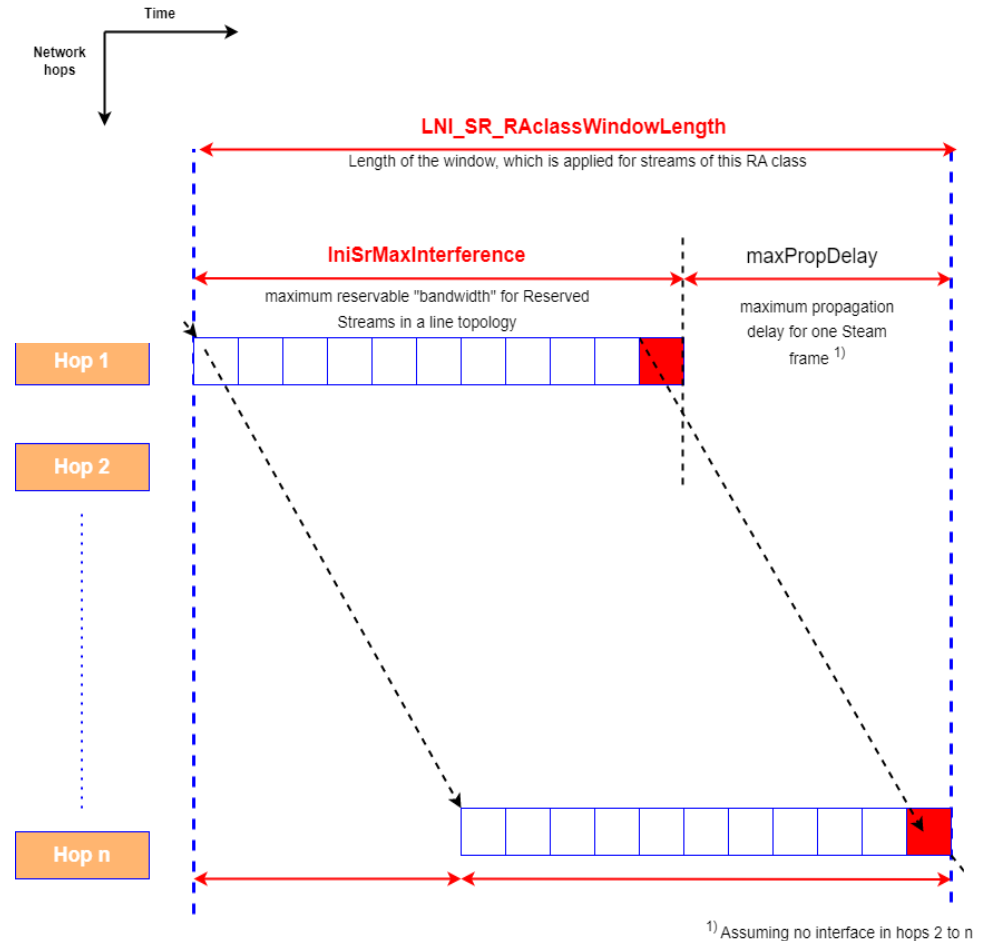 Time
Network
hops
LNI_SR_RAclassWindowLength
Length of the window, which is applied for streams of this RA class
IniSrMaxInterference
maxPropDelay
maximum reservable "bandwidth" for Reserved
Streams in a line topology
maximum propagation
delay for one Steam
frame 1)
Hop 1
Hop 2
Hop n
1) Assuming no interface in hops 2 to n